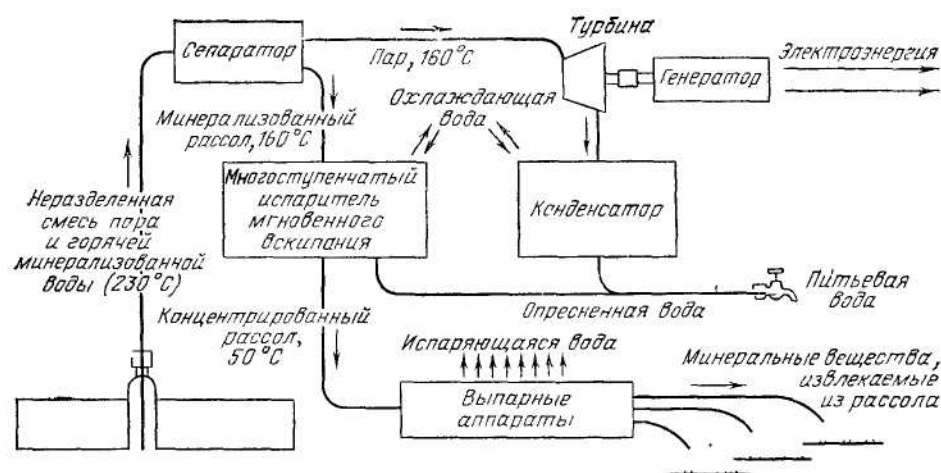 Турбина
Сепаратор
Пар, 160°С
Генератор
Электроэнергия
Охлаждающая
вода
Минерализованный
рассол, 160°С
Многоступенчатый
испаритель
мгновенного
вскипания
Конденсатор
Неразделенная
смесь пара
и горячей
минерализованной
воды (230°С)
Питьевая
вода
Опресненная вода
Концентрированный
рассол,
50°С
Испаряющаяся вода
Выпарные
аппараты
Минеральные вещества,
извлекаемые
из рассола